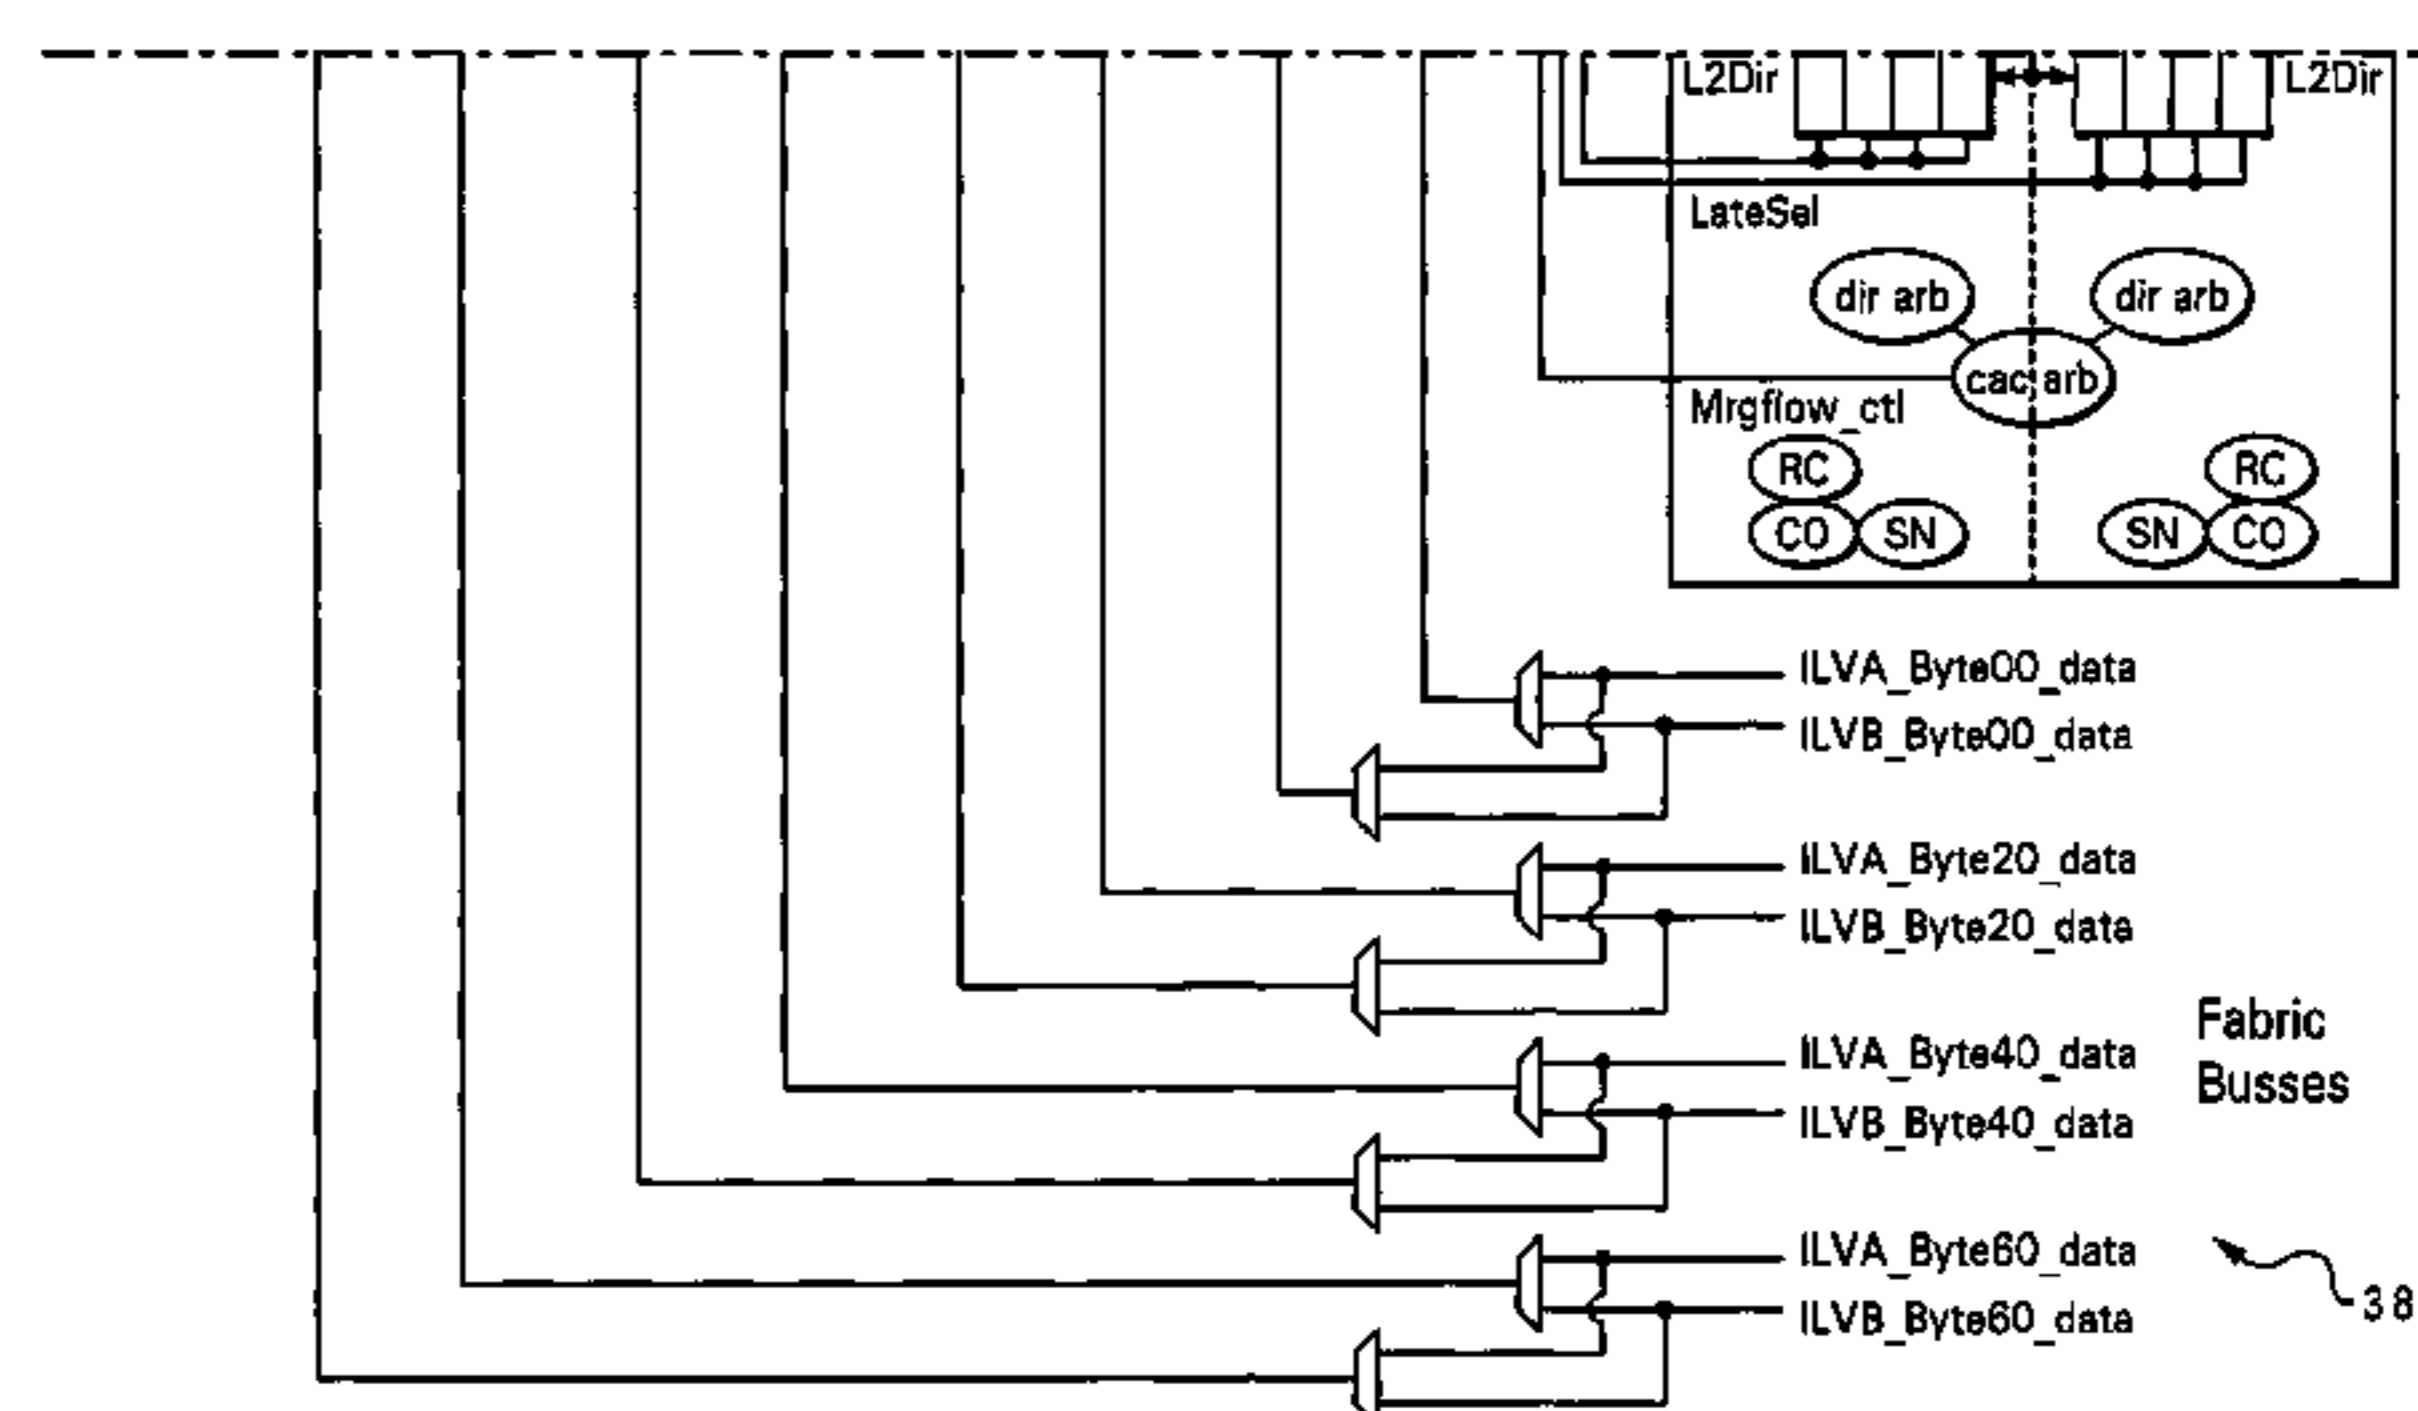 L2Dir
L2Dir
LateSel
dir arb
dir arb
cac arb
Mrgflow_ctl
RC
RC
CO
SN
SN
CO
ILVA_Byte00_data
ILVB_Byte00_data
ILVA_Byte20_data
ILVB_Byte20_data
Fabric
Busses
ILVA_Byte40_data
ILVB_Byte40_data
ILVA_Byte60_data
ILVB_Byte60_data
38